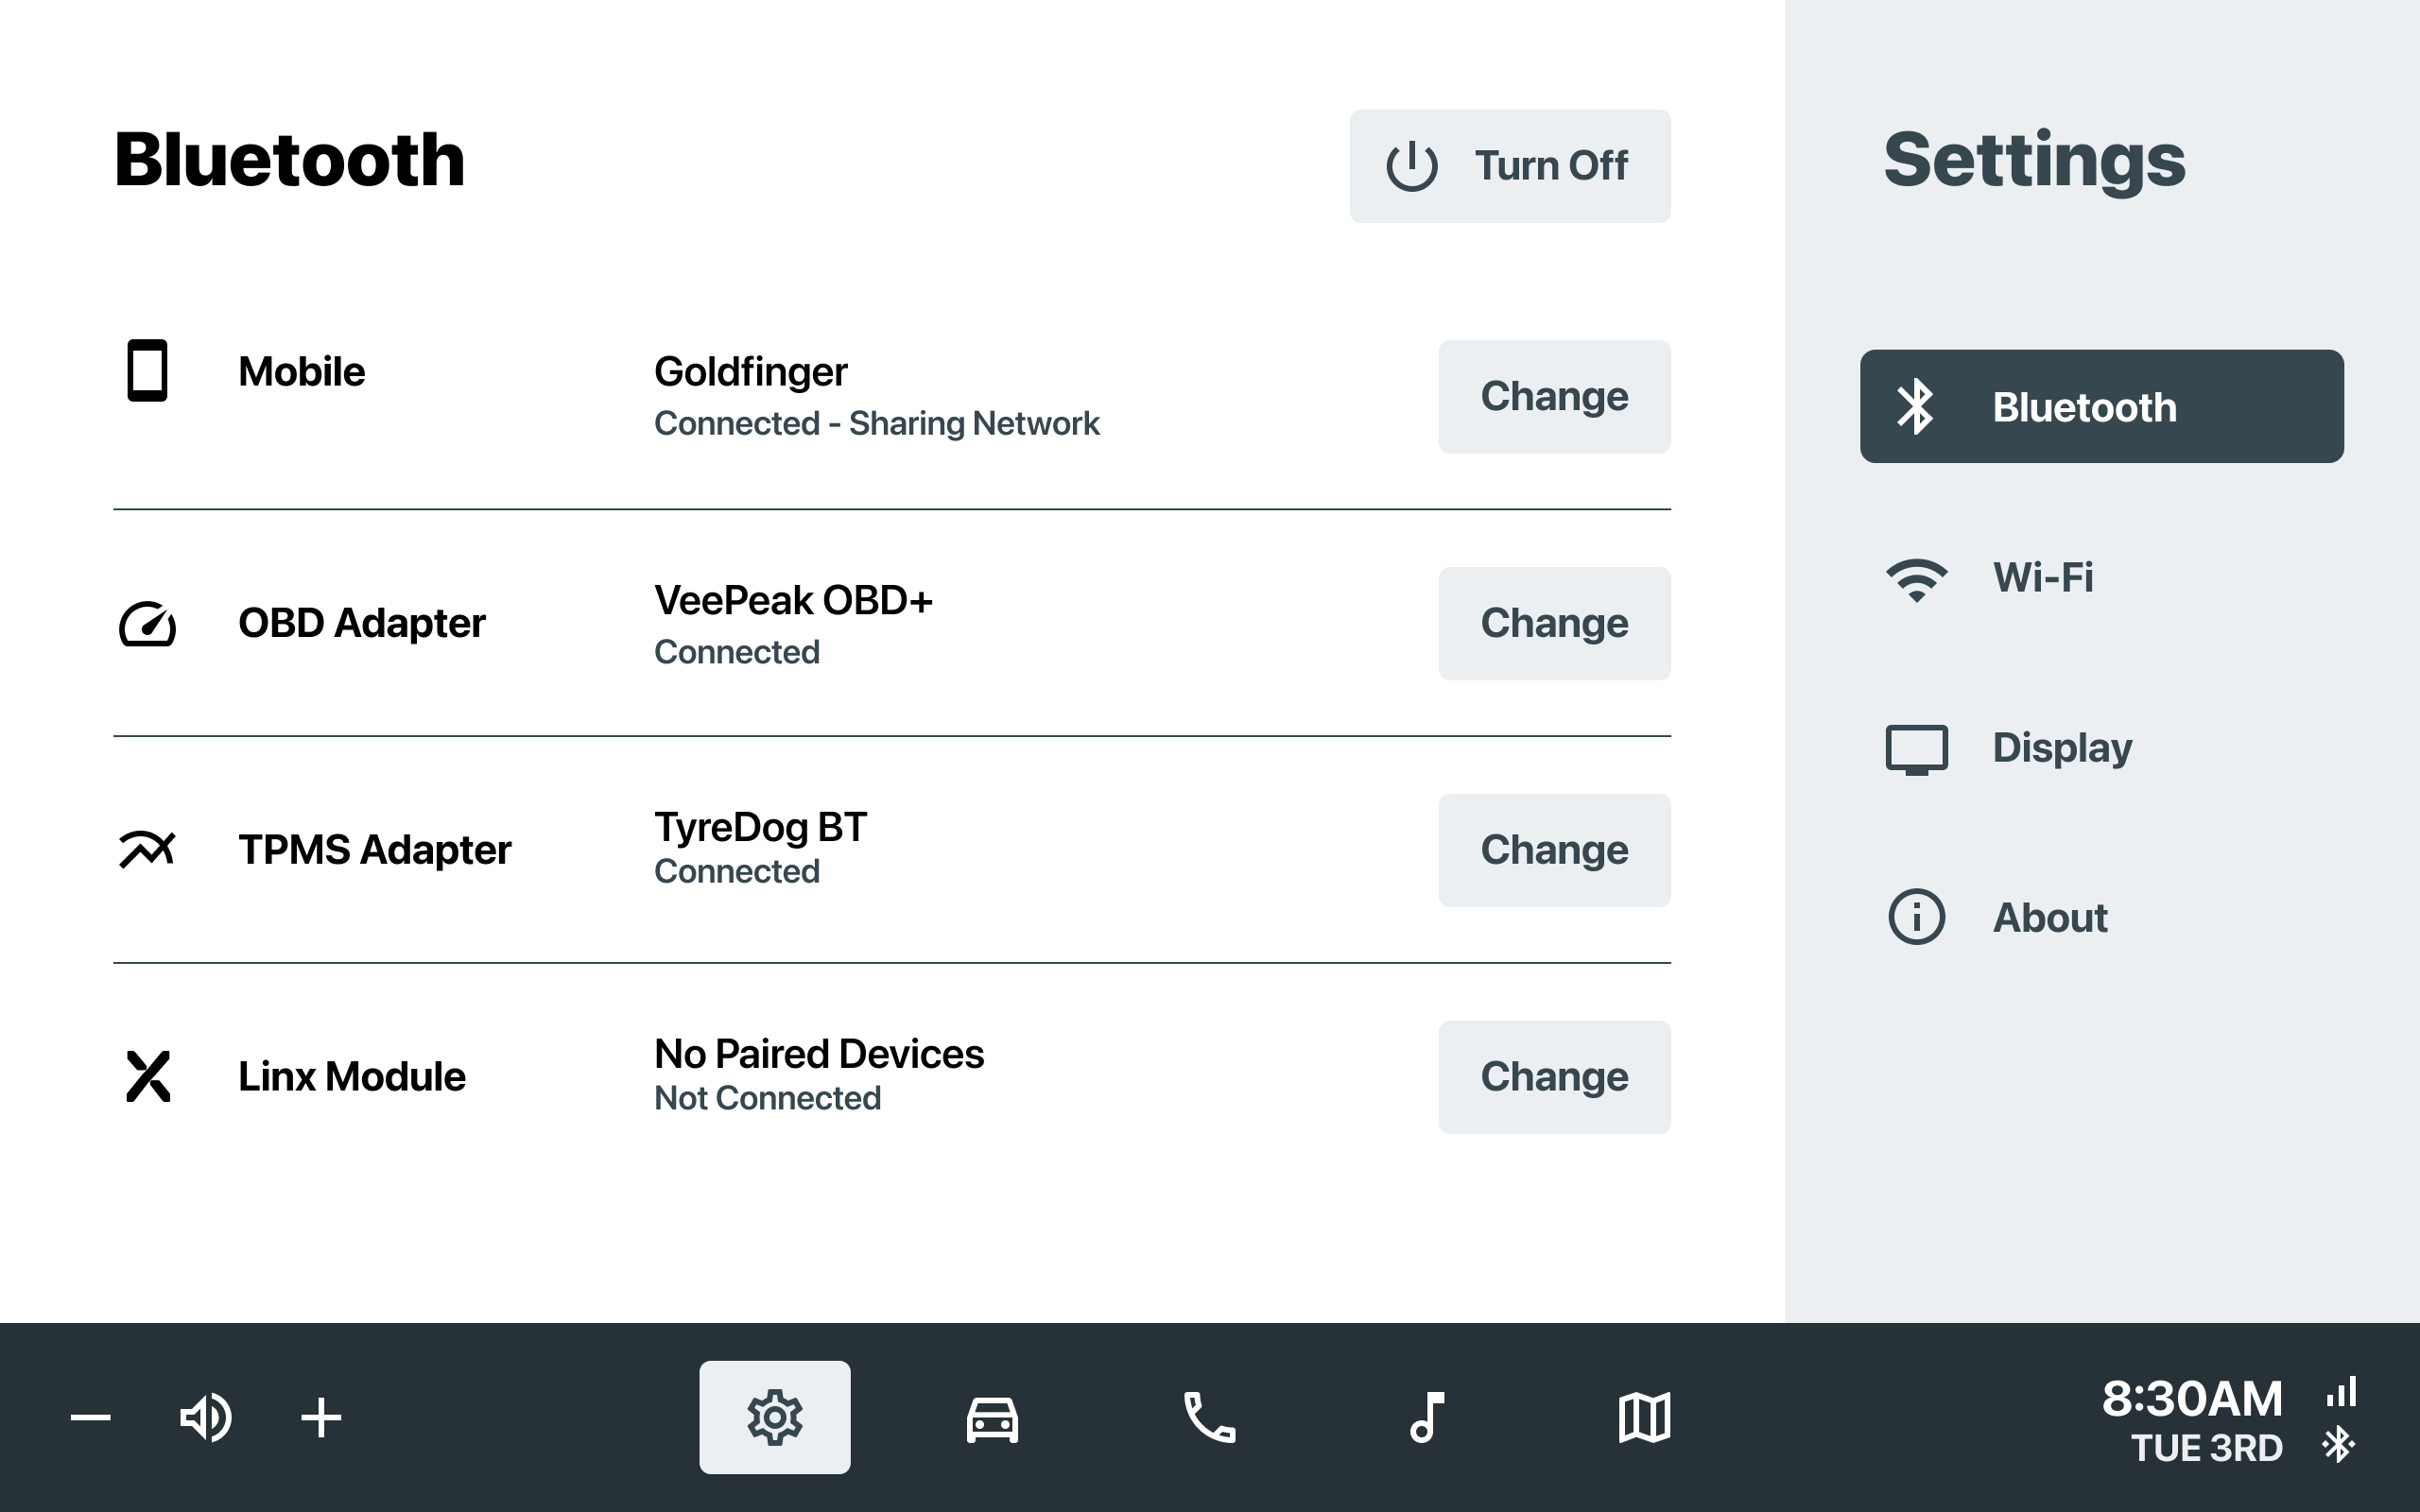 Bluetooth
Turn Off
Mobile
Goldfinger
Connected - Sharing Network
Change
OBD Adapter
VeePeak OBD+
Connected
Change
TPMS Adapter
TyreDog BT
Connected
Change
Linx Module
No Paired Devices
Not Connected
Change
Settings
Bluetooth
Wi-Fi
Display
About
8:30AM
TUE 3RD